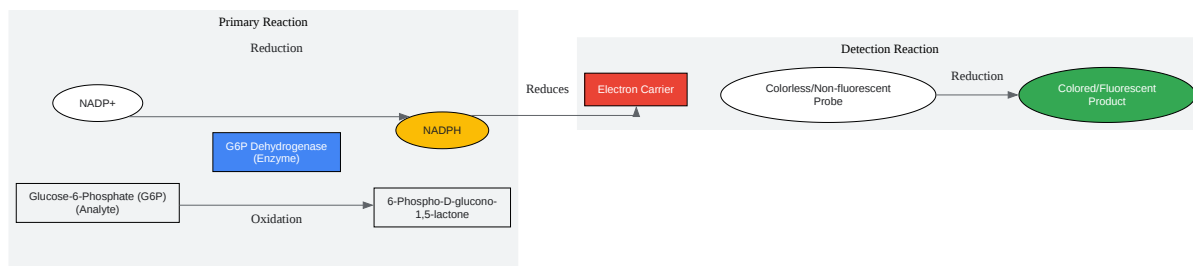 Primary Reaction
Reduction
NADP+
NADPH
G6P Dehydrogenase
(Enzyme)
Glucose-6-Phosphate (G6P)
(Analyte)
Oxidation
6-Phospho-D-glucono-
1,5-lactone
Reduces
Detection Reaction
Electron Carrier
Colorless/Non-fluorescent
Probe
Reduction
Colored/Fluorescent
Product